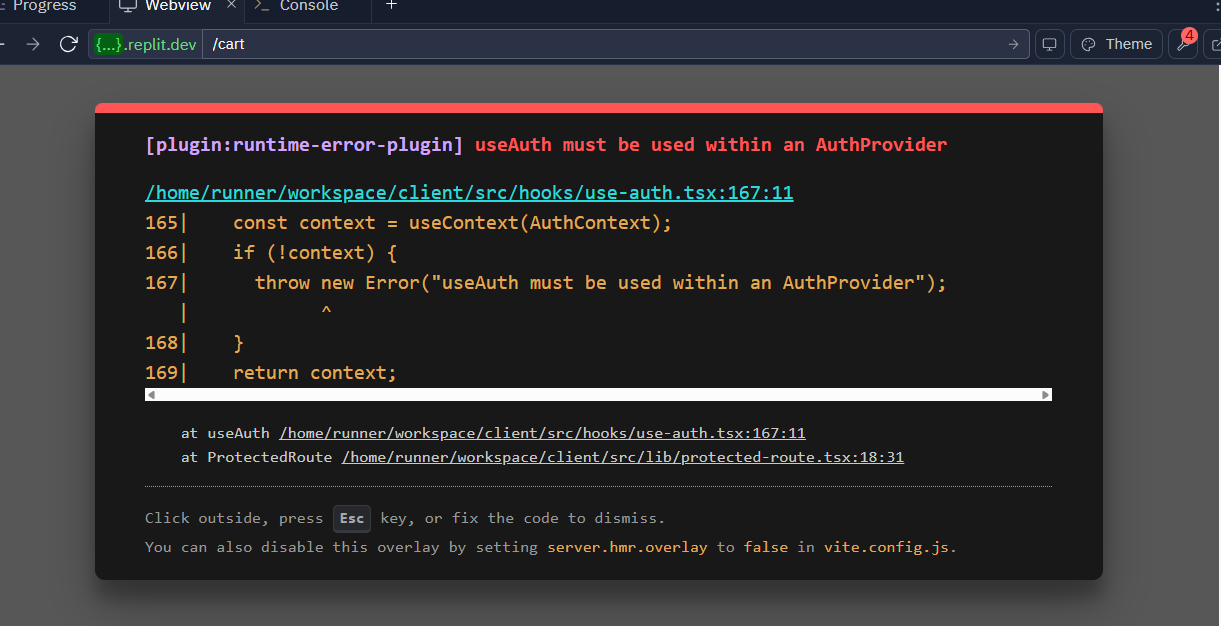 Progress Webview × Console +
{...}.replit.dev /cart → Theme 4
[plugin:runtime-error-plugin] useAuth must be used within an AuthProvider
/home/runner/workspace/client/src/hooks/use-auth.tsx:167:11
165|    const context = useContext(AuthContext);
166|    if (!context) {
167|      throw new Error("useAuth must be used within an AuthProvider");
   |            ^
168|    }
169|    return context;
at useAuth /home/runner/workspace/client/src/hooks/use-auth.tsx:167:11
at ProtectedRoute /home/runner/workspace/client/src/lib/protected-route.tsx:18:31
Click outside, press Esc key, or fix the code to dismiss.
You can also disable this overlay by setting server.hmr.overlay to false in vite.config.js.